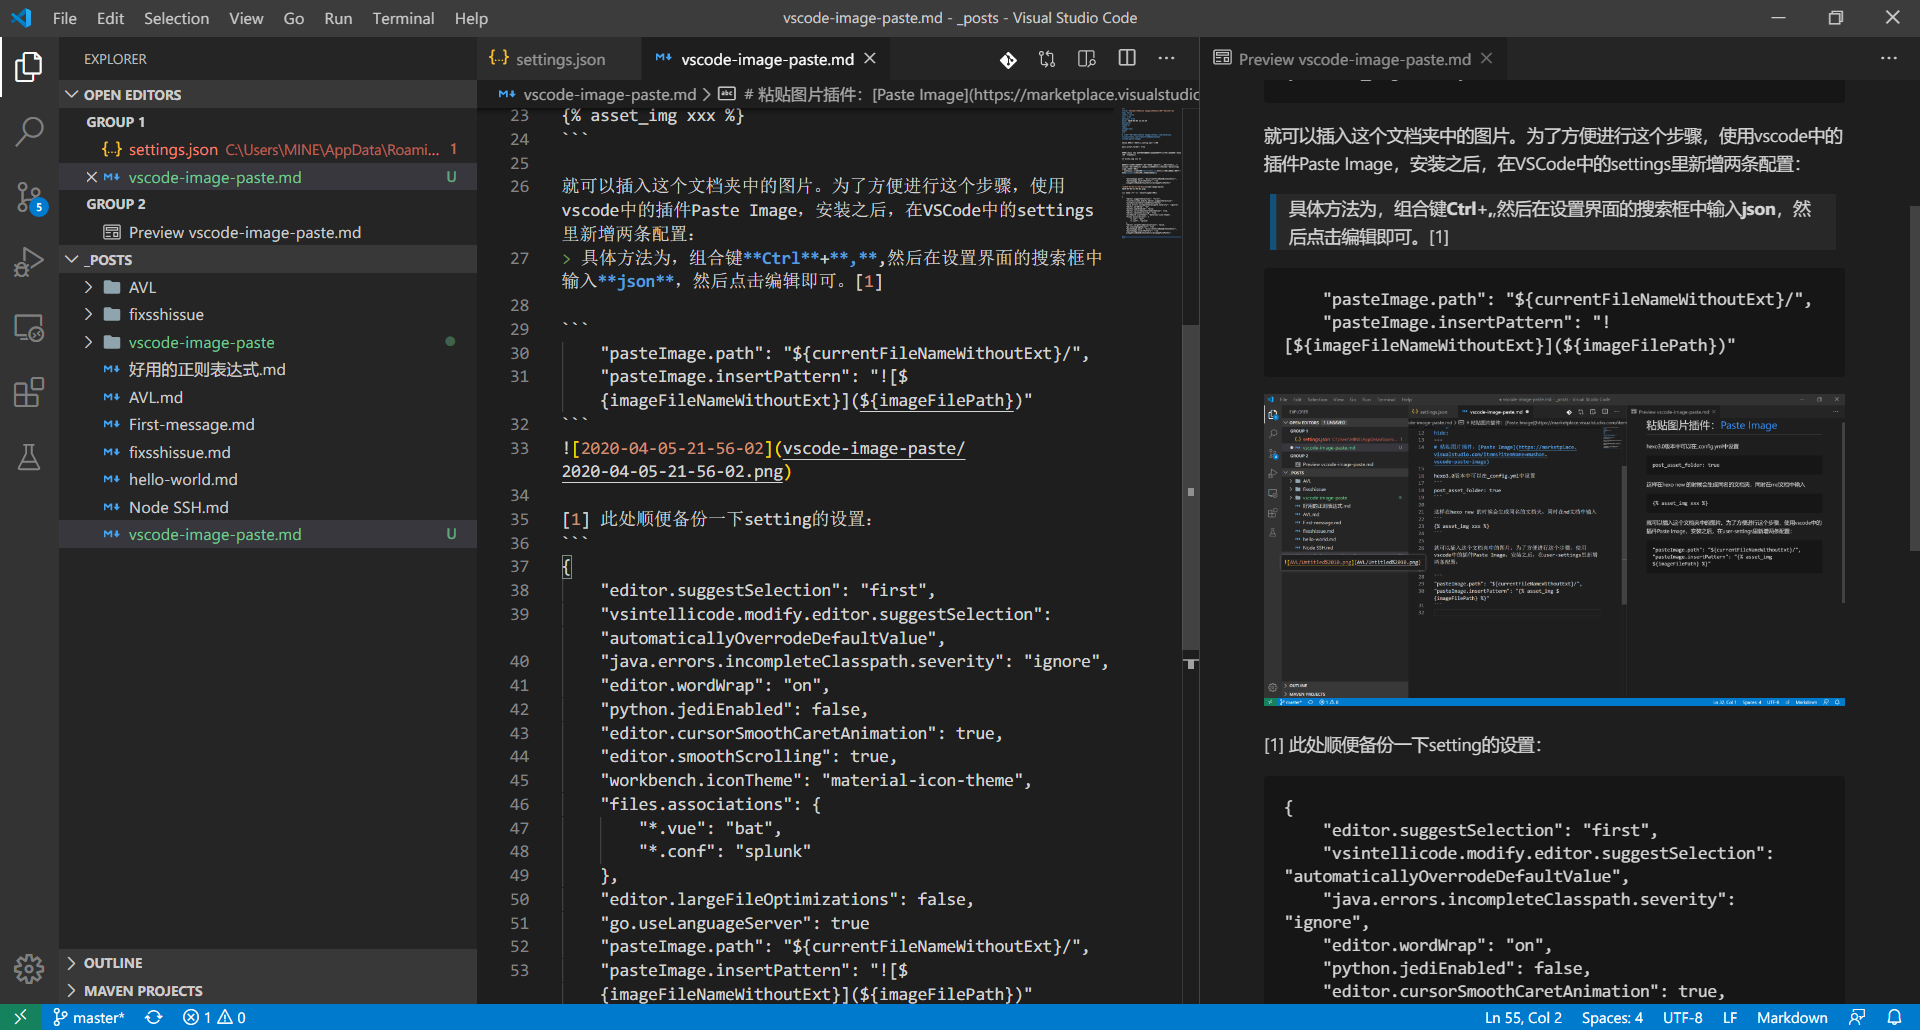 File Edit Selection View Go Run Terminal Help
vscode-image-paste.md - _posts - Visual Studio Code
EXPLORER
OPEN EDITORS
GROUP 1
{..} settings.json C:\Users\MINE\AppData\Roami... 1
vscode-image-paste.md U
GROUP 2
Preview vscode-image-paste.md
_POSTS
AVL
fixsshissue
vscode-image-paste
好用的正则表达式.md
AVL.md
First-message.md
fixsshissue.md
hello-world.md
Node SSH.md
vscode-image-paste.md U
OUTLINE
MAVEN PROJECTS
5
{..} settings.json
vscode-image-paste.md
vscode-image-paste.md > # 粘贴图片插件：[Paste Image](https://marketplace.visualstudio
23 {% asset_img xxx %}
24 ```
25
26 就可以插入这个文档夹中的图片。为了方便进行这个步骤，使用
vscode中的插件Paste Image，安装之后，在VSCode中的settings
里新增两条配置：
27 > 具体方法为，组合键**Ctrl**+**,**,然后在设置界面的搜索框中
输入**json**，然后点击编辑即可。[1]
28
29 ```
30 "pasteImage.path": "${currentFileNameWithoutExt}/",
31 "pasteImage.insertPattern": "![$
{imageFileNameWithoutExt}](${imageFilePath})"
32 ```
33 ![2020-04-05-21-56-02](vscode-image-paste/
2020-04-05-21-56-02.png)
34
35 [1] 此处顺便备份一下setting的设置：
36 ```
37 {
38 "editor.suggestSelection": "first",
39 "vsintellicode.modify.editor.suggestSelection":
"automaticallyOverrodeDefaultValue",
40 "java.errors.incompleteClasspath.severity": "ignore",
41 "editor.wordWrap": "on",
42 "python.jediEnabled": false,
43 "editor.cursorSmoothCaretAnimation": true,
44 "editor.smoothScrolling": true,
45 "workbench.iconTheme": "material-icon-theme",
46 "files.associations": {
47 "*.vue": "bat",
48 "*.conf": "splunk"
49 },
50 "editor.largeFileOptimizations": false,
51 "go.useLanguageServer": true
52 "pasteImage.path": "${currentFileNameWithoutExt}/",
53 "pasteImage.insertPattern": "![$
{imageFileNameWithoutExt}](${imageFilePath})"
Preview vscode-image-paste.md
就可以插入这个文档夹中的图片。为了方便进行这个步骤，使用vscode中的
插件Paste Image，安装之后，在VSCode中的settings里新增两条配置：
具体方法为，组合键Ctrl+,,然后在设置界面的搜索框中输入json，然
后点击编辑即可。[1]
"pasteImage.path": "${currentFileNameWithoutExt}/",
"pasteImage.insertPattern": "!
[${imageFileNameWithoutExt}](${imageFilePath})"
粘贴图片插件：Paste Image
post_asset_folder: true
{% asset_img xxx %}
[1] 此处顺便备份一下setting的设置：
{
"editor.suggestSelection": "first",
"vsintellicode.modify.editor.suggestSelection":
"automaticallyOverrodeDefaultValue",
"java.errors.incompleteClasspath.severity":
"ignore",
"editor.wordWrap": "on",
"python.jediEnabled": false,
"editor.cursorSmoothCaretAnimation": true,
master* 1 0
Ln 55, Col 2 Spaces: 4 UTF-8 LF Markdown